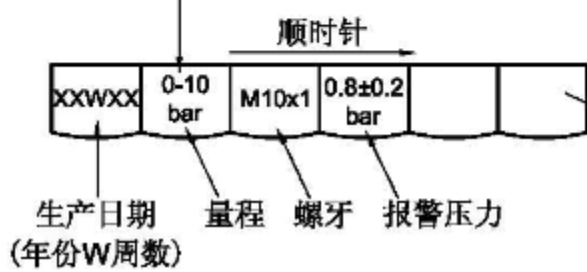 顺时针
XXWXX
0-10
bar
M10x1
0.8±0.2
bar
生产日期
(年份W周数)
量程
螺牙
报警压力